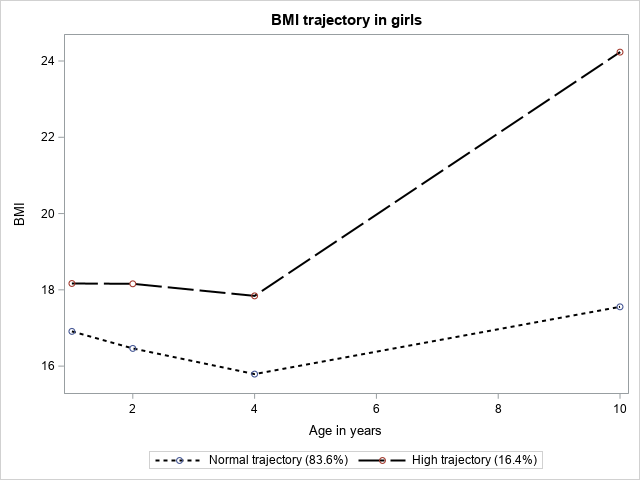 BMI trajectory in girls
24
22
20
18
16
BMI
2 4 6 8 10
Age in years
Normal trajectory (83.6%) High trajectory (16.4%)